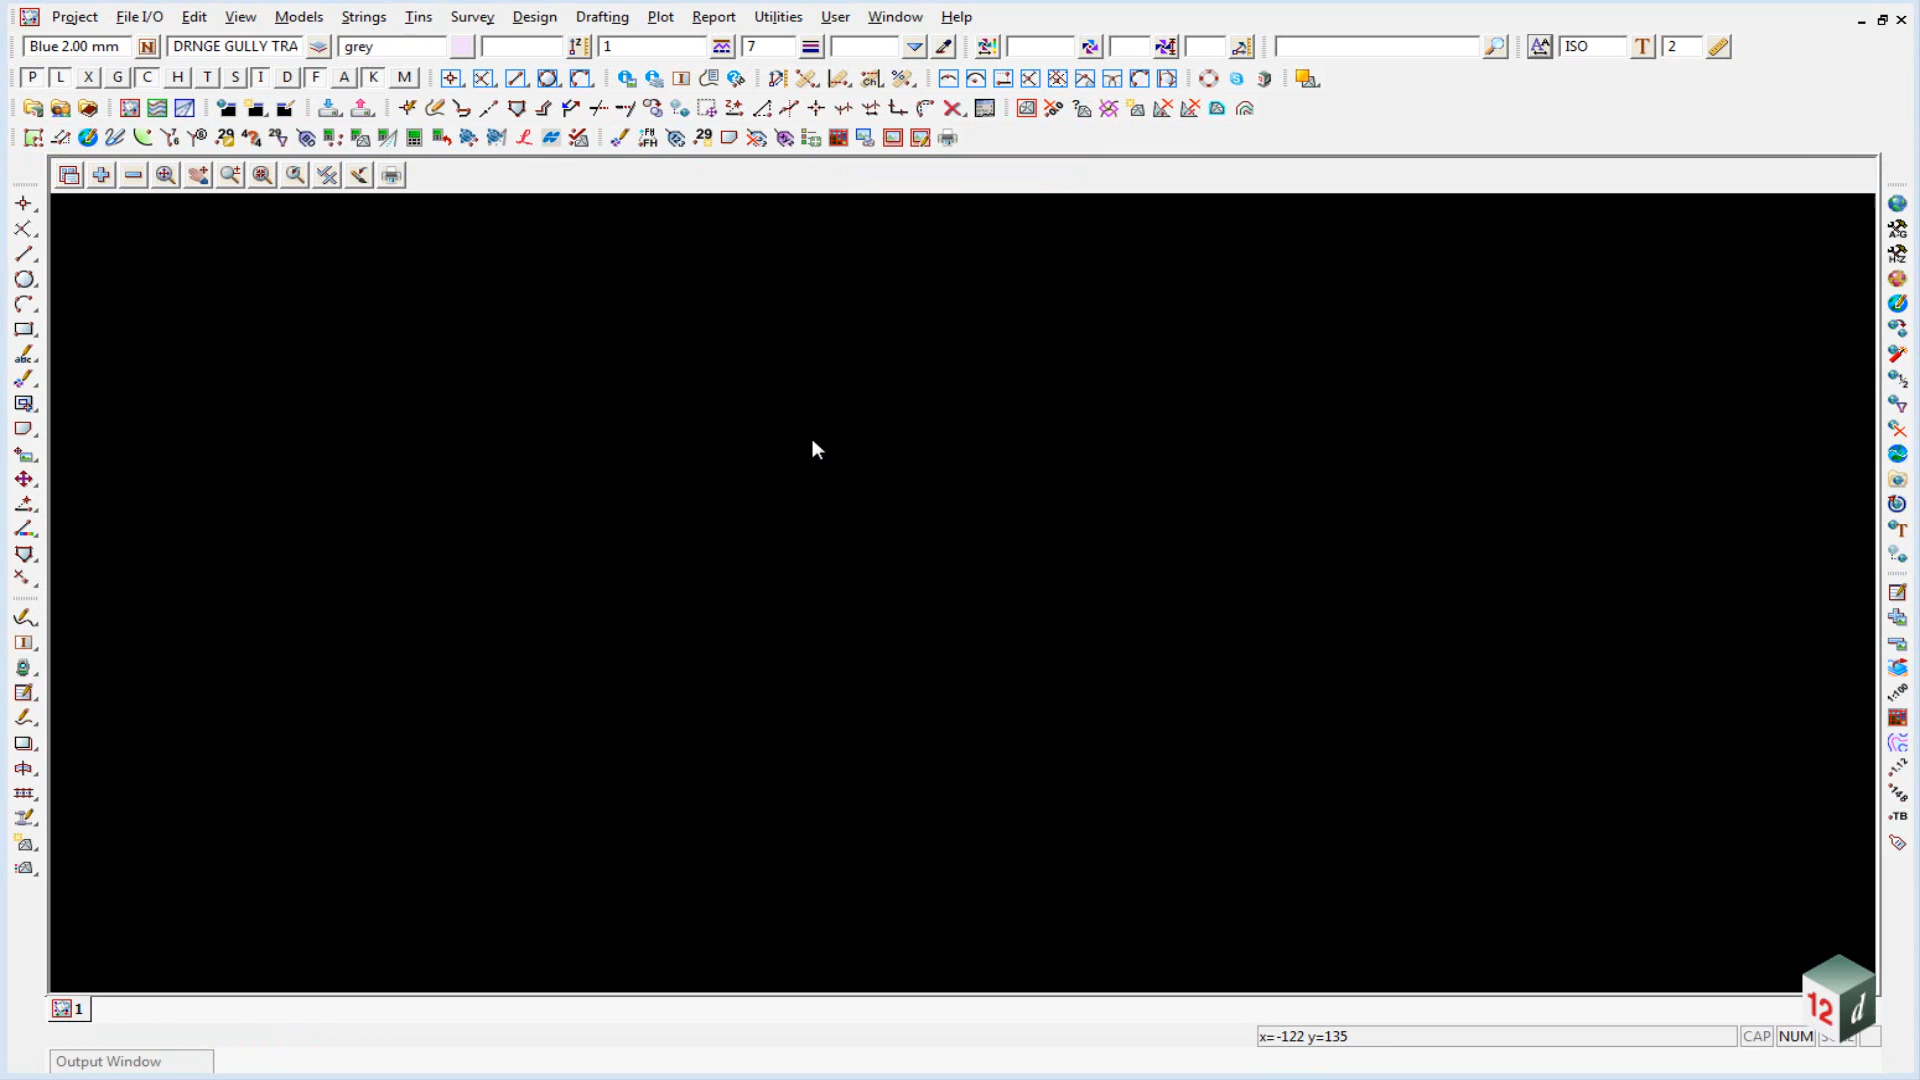 Project File I/O Edit View Models Strings Tins Survey Design Drafting Plot Report Utilities User Window Help
Blue 2.00 mm N DRNGE GULLY TRA grey 1 7 ISO T 2
P L X G C H T S I D F A K M
1
x=-122 y=135 CAP NUM
Output Window
12 d